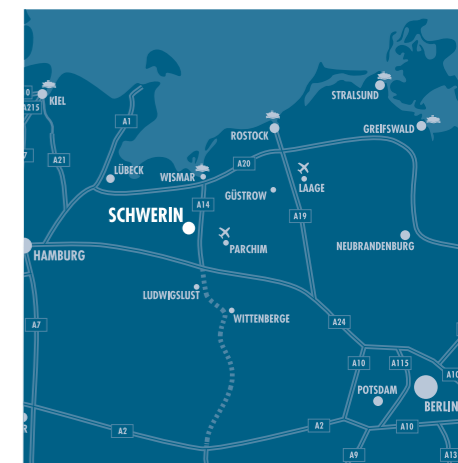 STRALSUND
KIEL
A215
A1
GREIFSWALD
ROSTOCK
A21
A20
LÜBECK
WISMAR
LAAGE
GÜSTROW
A14
A19
SCHWERIN
PARCHIM
NEUBRANDENBURG
HAMBURG
LUDWIGSLUST
WITTENBERGE
A24
A7
A10
A115
A10
POTSDAM
BERLIN
A2
A2
A10
A9
A13